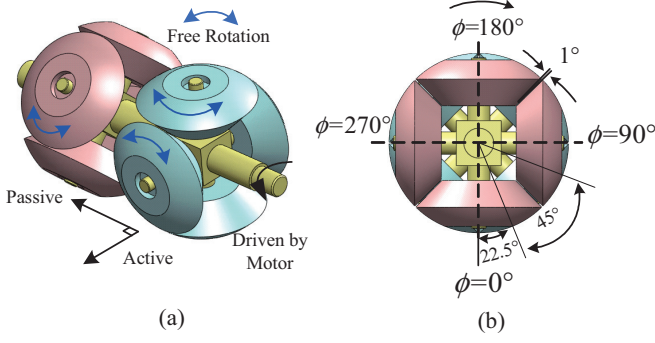 Free Rotation
Passive
Active
Driven by
Motor
(a)
ϕ=180°
1°
ϕ=270°
ϕ=90°
45°
22.5°
ϕ=0°
(b)